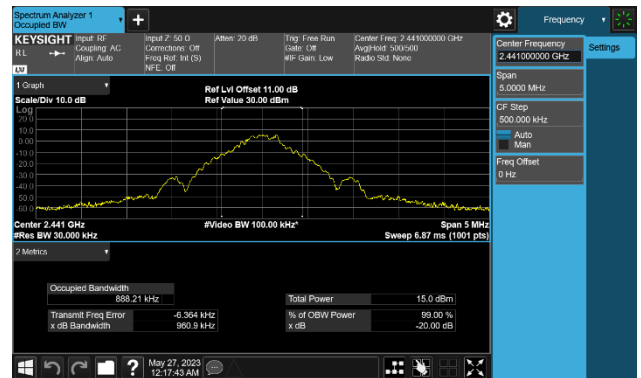 Spectrum Analyzer 1
Occupied BW
+
Frequency
KEYSIGHT
RL
Input: RF
Coupling: AC
Align: Auto
Input Z: 50 Ω
Corrections: Off
Freq Ref: Int (S)
NFE: Off
Atten: 20 dB
Trig: Free Run
Gate: Off
#IF Gain: Low
Center Freq: 2.441000000 GHz
Avg|Hold: 500/500
Radio Std: None
Center Frequency
2.441000000 GHz
Settings
Span
5.0000 MHz
CF Step
500.000 kHz
Auto
Man
Freq Offset
0 Hz
LXI
1 Graph
Scale/Div 10.0 dB
Ref Lvl Offset 11.00 dB
Ref Value 30.00 dBm
Log
20.0
10.0
0.00
-10.0
-20.0
-30.0
-40.0
-50.0
-60.0
Center 2.441 GHz
#Res BW 30.000 kHz
#Video BW 100.00 kHz*
Span 5 MHz
Sweep 6.87 ms (1001 pts)
2 Metrics
Occupied Bandwidth
888.21 kHz
Total Power
15.0 dBm
Transmit Freq Error
-6.364 kHz
% of OBW Power
99.00 %
x dB Bandwidth
960.9 kHz
x dB
-20.00 dB
?
May 27, 2023
12:17:43 AM